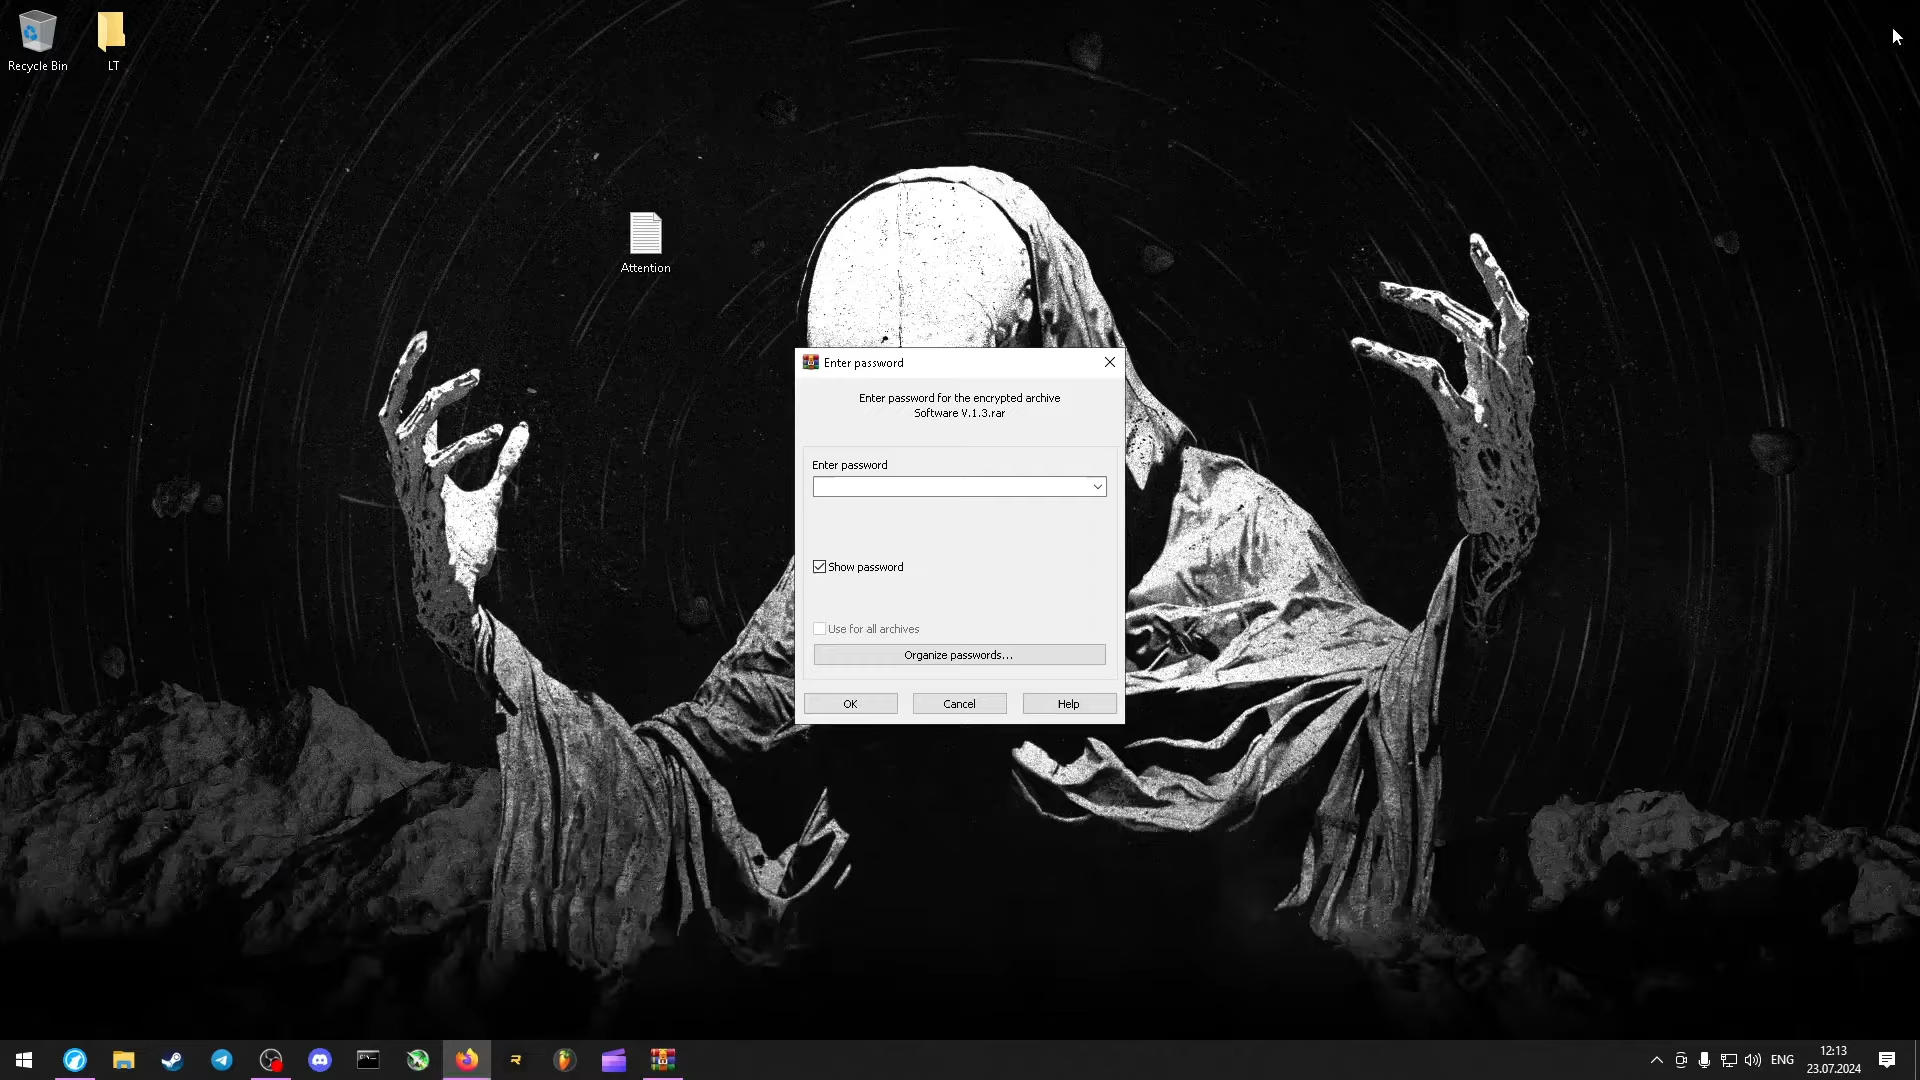 Recycle Bin
LT
Attention
Enter password
Enter password for the encrypted archive
Software V.1.3.rar
Enter password
Show password
Use for all archives
Organize passwords...
OK
Cancel
Help
ENG
12:13
23.07.2024